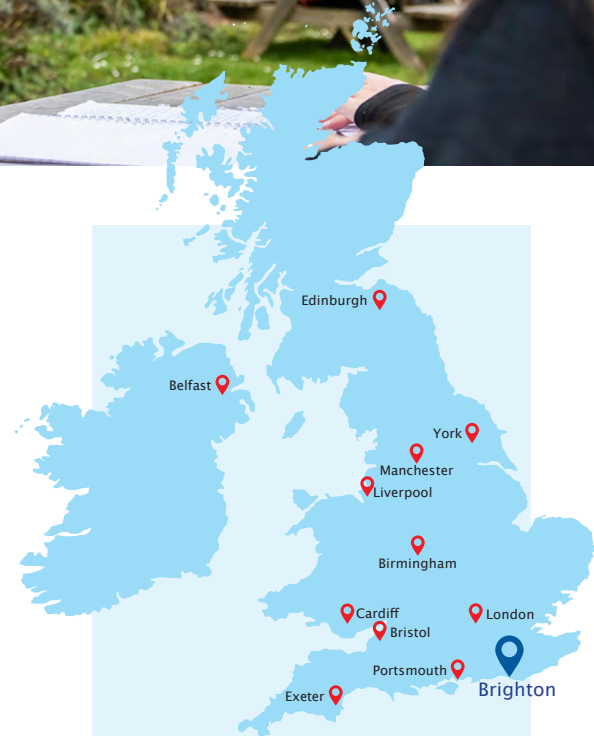 Edinburgh
Belfast
York
Manchester
Liverpool
Birmingham
Cardiff
London
Bristol
Portsmouth
Brighton
Exeter